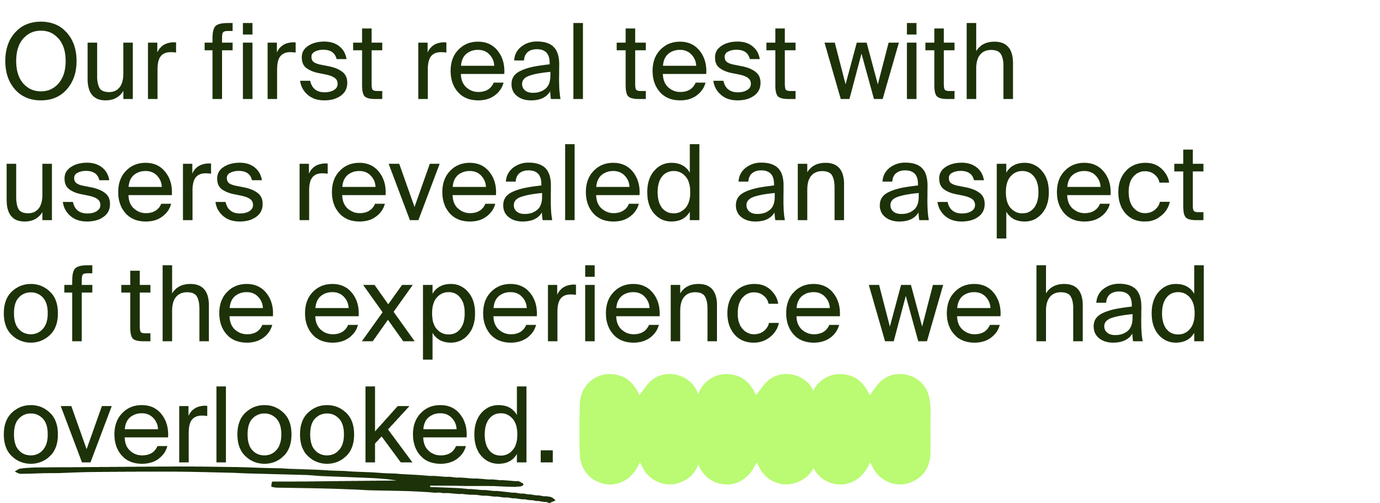 Our first real test with
users revealed an aspect
of the experience we had
overlooked.